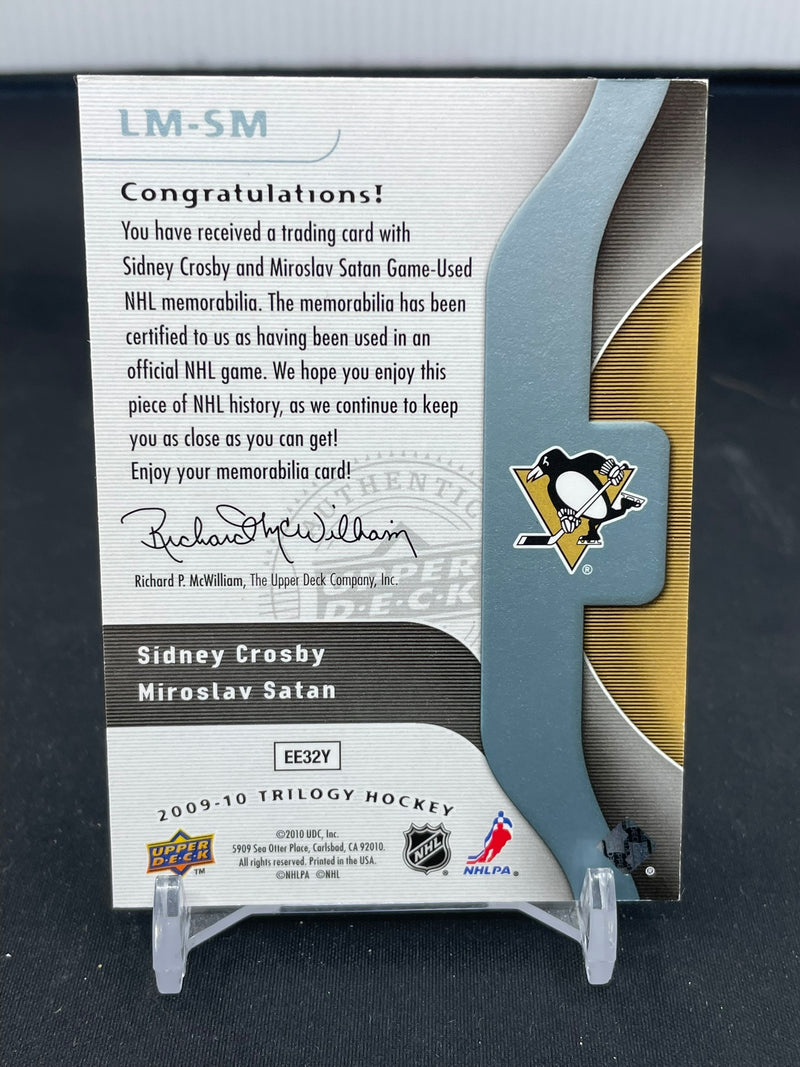 LM-SM
Congratulations!
You have received a trading card with
Sidney Crosby and Miroslav Satan Game-Used
NHL memorabilia. The memorabilia has been
certified to us as having been used in an
official NHL game. We hope you enjoy this
piece of NHL history, as we continue to keep
you as close as you can get!
Enjoy your memorabilia card!
AUTHENTIC
UPPER
D·E·C·K
Richard McWilliam
Richard P. McWilliam, The Upper Deck Company, Inc.
®
Sidney Crosby
Miroslav Satan
EE32Y
2009-10 TRILOGY HOCKEY
UPPER
D·E·C·K
TM
©2010 UDC, Inc.
5909 Sea Otter Place, Carlsbad, CA 92010.
All rights reserved. Printed in the USA.
©NHLPA ©NHL
NHL
®
NHLPA®
®